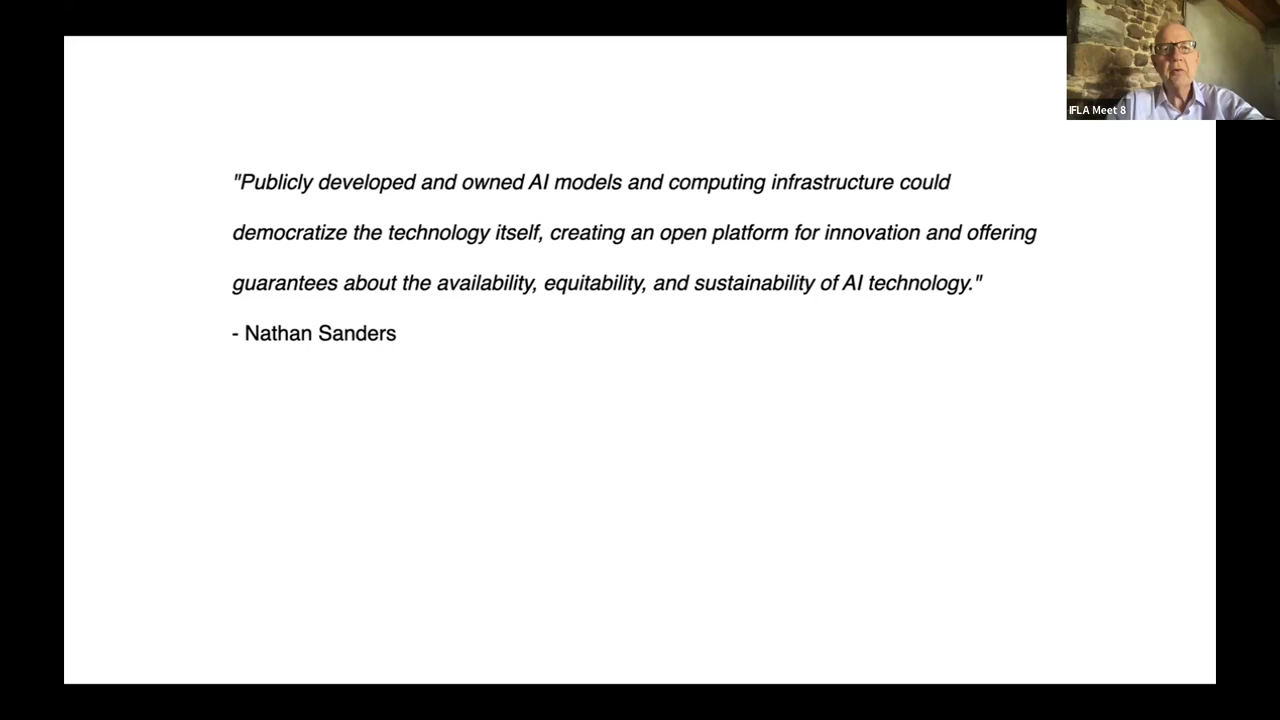 "Publicly developed and owned AI models and computing infrastructure could
democratize the technology itself, creating an open platform for innovation and offering
guarantees about the availability, equitability, and sustainability of AI technology."
- Nathan Sanders
IFLA Meet 8